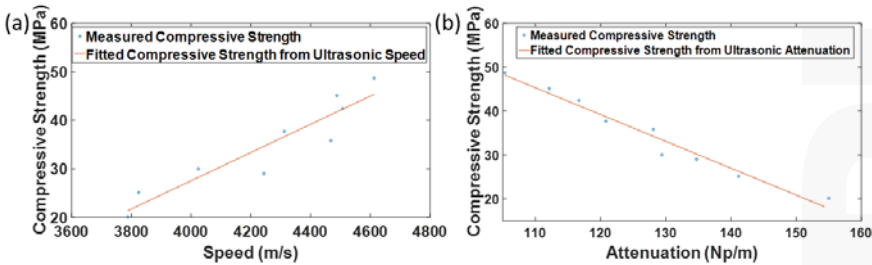 (a)
60
50
40
30
20
Compressive Strength (MPa)
Measured Compressive Strength
Fitted Compressive Strength from Ultrasonic Speed
3600 3800 4000 4200 4400 4600 4800
Speed (m/s)
(b)
60
50
40
30
20
Compressive Strength (MPa)
Measured Compressive Strength
Fitted Compressive Strength from Ultrasonic Attenuation
110 120 130 140 150 160
Attenuation (Np/m)